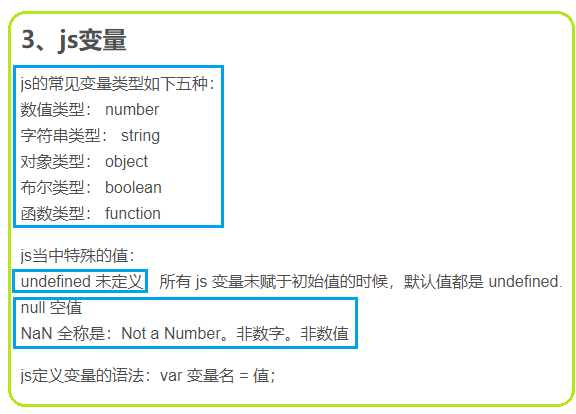 3、js变量
js的常见变量类型如下五种：
数值类型： number
字符串类型： string
对象类型： object
布尔类型： boolean
函数类型： function
js当中特殊的值：
undefined 未定义 所有 js 变量未赋于初始值的时候，默认值都是 undefined.
null 空值
NaN 全称是：Not a Number。非数字。非数值
js定义变量的语法：var 变量名 = 值；